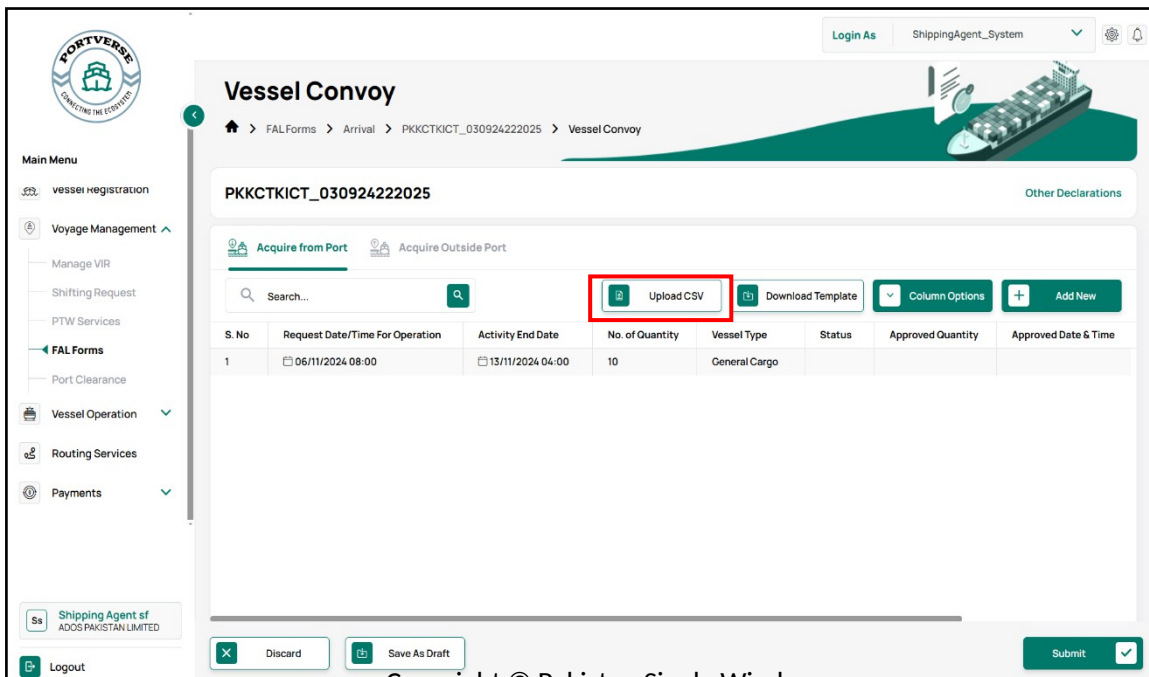 PORTVERSE
CONNECTING THE ECOSYSTEM
Login As ShippingAgent_System
Vessel Convoy
> FAL Forms > Arrival > PKKCTKICT_030924222025 > Vessel Convoy
Main Menu
Vessel Registration
Voyage Management
Manage VIR
Shifting Request
PTW Services
FAL Forms
Port Clearance
Vessel Operation
Routing Services
Payments
Ss Shipping Agent sf
ADOS PAKISTAN LIMITED
Logout
PKKCTKICT_030924222025 Other Declarations
Acquire from Port Acquire Outside Port
Search... Upload CSV Download Template Column Options + Add New
S. No Request Date/Time For Operation Activity End Date No. of Quantity Vessel Type Status Approved Quantity Approved Date & Time
1 06/11/2024 08:00 13/11/2024 04:00 10 General Cargo
Discard Save As Draft Submit
Copyright © Pakistan Single Window